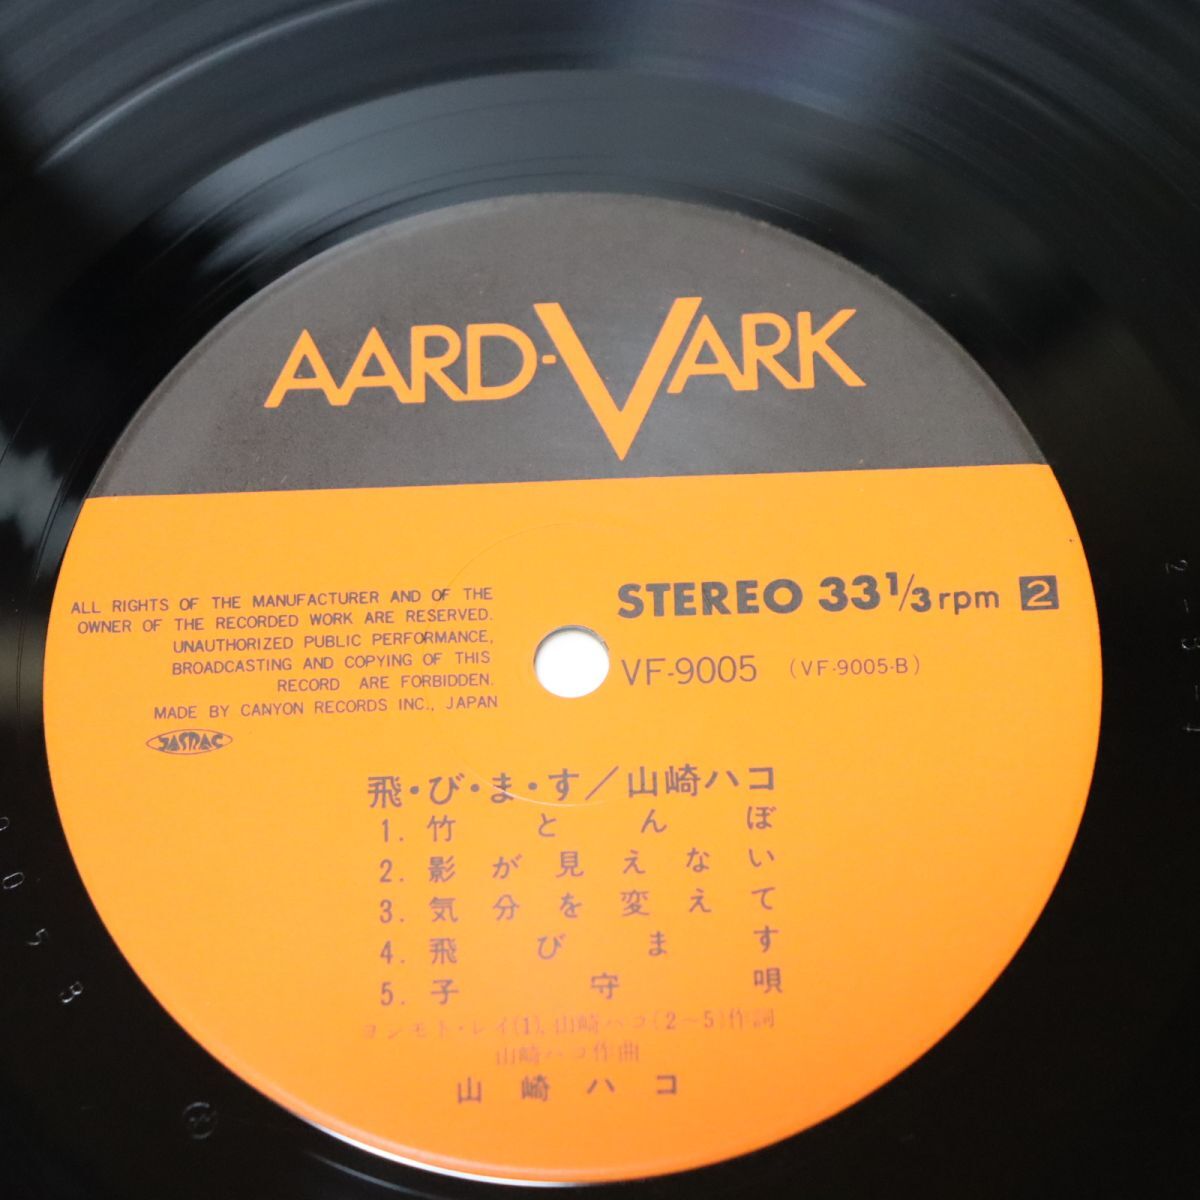 AARD-VARK
ALL RIGHTS OF THE MANUFACTURER AND OF THE
OWNER OF THE RECORDED WORK ARE RESERVED.
UNAUTHORIZED PUBLIC PERFORMANCE,
BROADCASTING AND COPYING OF THIS
RECORD ARE FORBIDDEN.
MADE BY CANYON RECORDS INC., JAPAN
JASRAC
STEREO 33 1/3 rpm 2
VF-9005 (VF-9005-B)
飛・び・ま・す／山崎ハコ
1. 竹とんぼ
2. 影が見えない
3. 気分を変えて
4. 飛びます
5. 子守唄
ヨンモト・レイ(1)、山崎ハコ(2〜5)作詞
山崎ハコ作曲
山崎ハコ